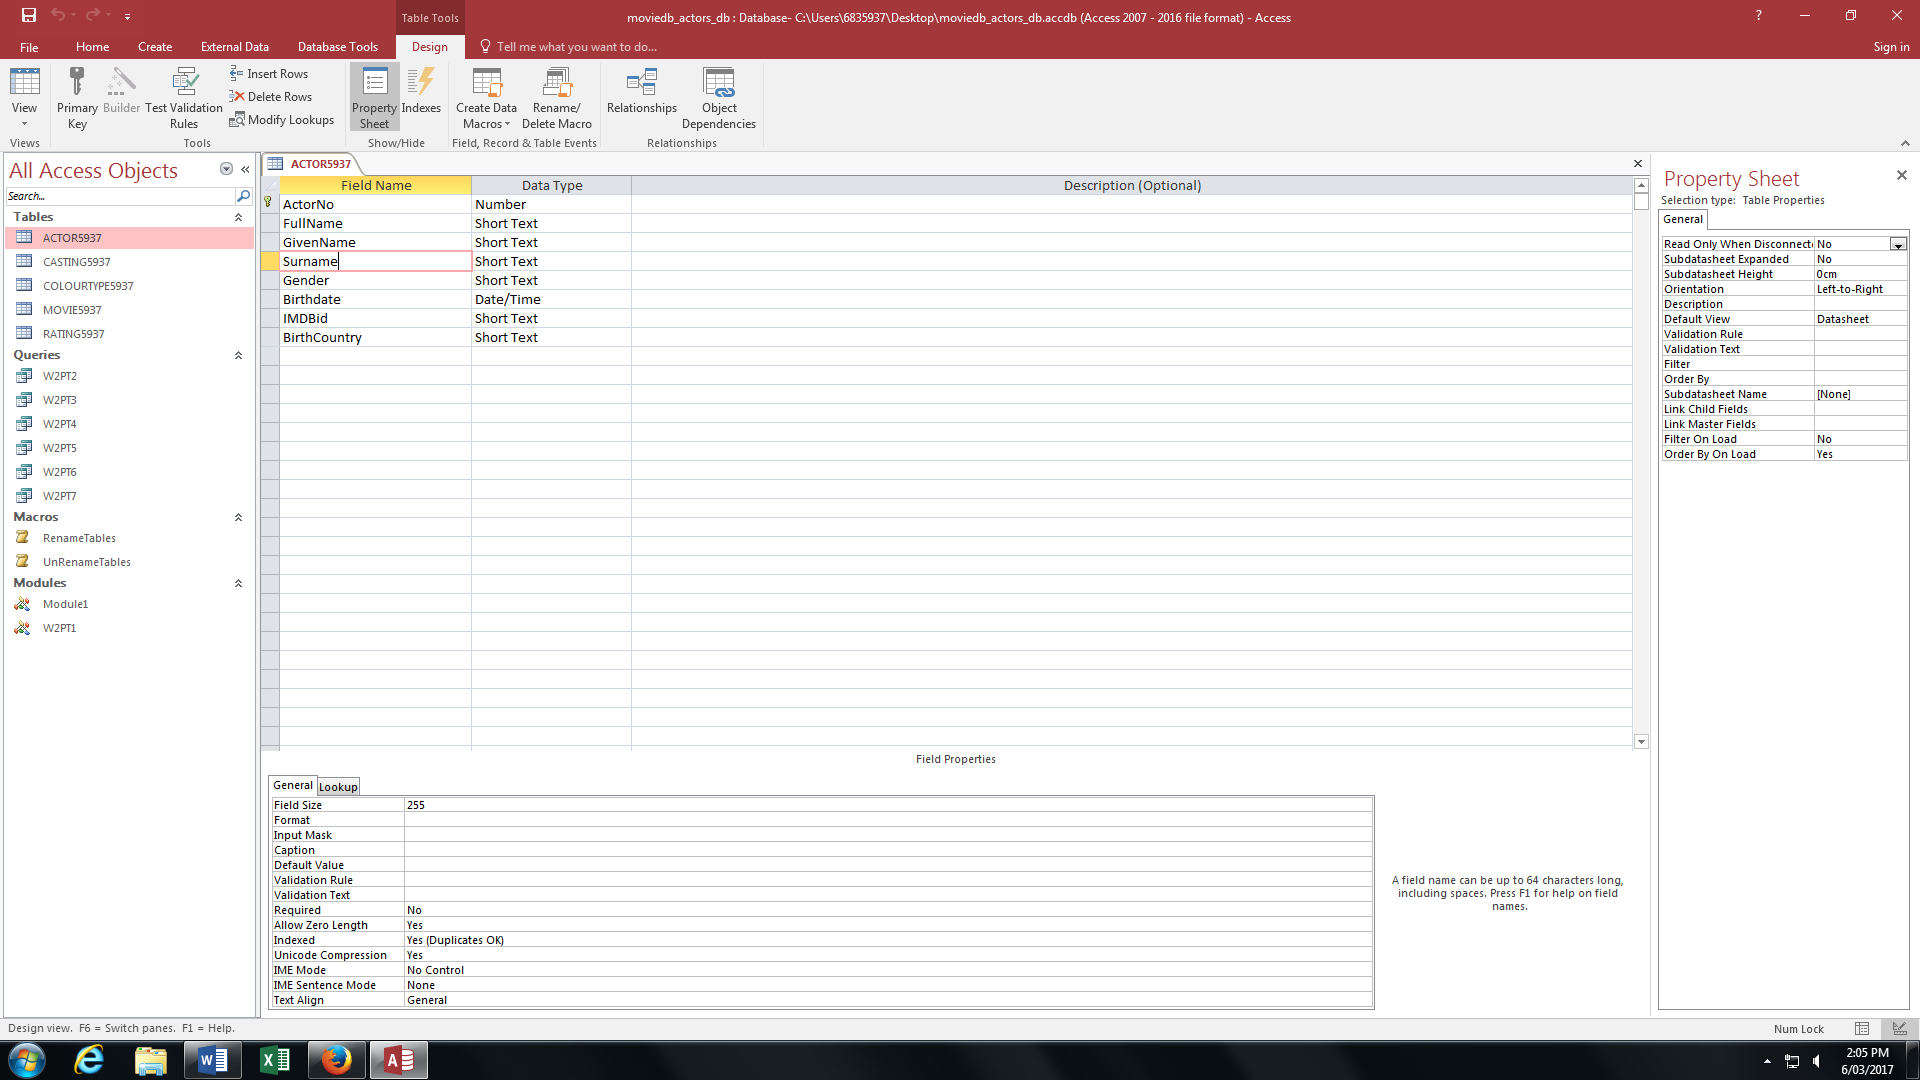 Table Tools
moviedb_actors_db : Database- C:\Users\6835937\Desktop\moviedb_actors_db.accdb (Access 2007 - 2016 file format) - Access
?
File Home Create External Data Database Tools Design Tell me what you want to do... Sign in
View
Primary Key
Builder
Test Validation Rules
Insert Rows
Delete Rows
Modify Lookups
Property Sheet
Indexes
Create Data Macros
Rename/ Delete Macro
Relationships
Object Dependencies
Views Tools Show/Hide Field, Record & Table Events Relationships
All Access Objects
Search...
Tables
ACTOR5937
CASTING5937
COLOURTYPE5937
MOVIE5937
RATING5937
Queries
W2PT2
W2PT3
W2PT4
W2PT5
W2PT6
W2PT7
Macros
RenameTables
UnRenameTables
Modules
Module1
W2PT1
ACTOR5937
Field Name Data Type Description (Optional)
ActorNo Number
FullName Short Text
GivenName Short Text
Surname Short Text
Gender Short Text
Birthdate Date/Time
IMDBid Short Text
BirthCountry Short Text
Field Properties
General Lookup
Field Size 255
Format
Input Mask
Caption
Default Value
Validation Rule
Validation Text
Required No
Allow Zero Length Yes
Indexed Yes (Duplicates OK)
Unicode Compression Yes
IME Mode No Control
IME Sentence Mode None
Text Align General
A field name can be up to 64 characters long,
including spaces. Press F1 for help on field
names.
Property Sheet
Selection type: Table Properties
General
Read Only When Disconnecte No
Subdatasheet Expanded No
Subdatasheet Height 0cm
Orientation Left-to-Right
Description
Default View Datasheet
Validation Rule
Validation Text
Filter
Order By
Subdatasheet Name [None]
Link Child Fields
Link Master Fields
Filter On Load No
Order By On Load Yes
Design view. F6 = Switch panes. F1 = Help.
Num Lock
2:05 PM
6/03/2017